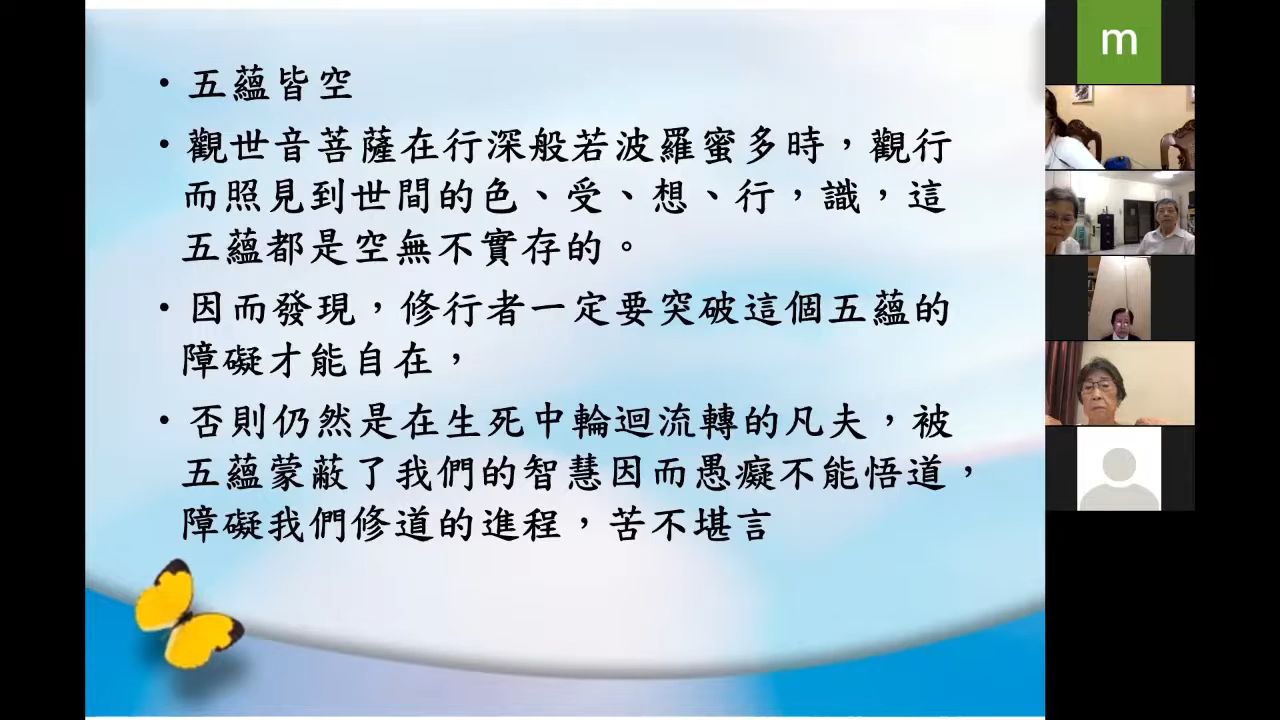 • 五蘊皆空
• 觀世音菩薩在行深般若波羅蜜多時，觀行
而照見到世間的色、受、想、行，識，這
五蘊都是空無不實存的。
• 因而發現，修行者一定要突破這個五蘊的
障礙才能自在，
• 否則仍然是在生死中輪迴流轉的凡夫，被
五蘊蒙蔽了我們的智慧因而愚癡不能悟道，
障礙我們修道的進程，苦不堪言
m